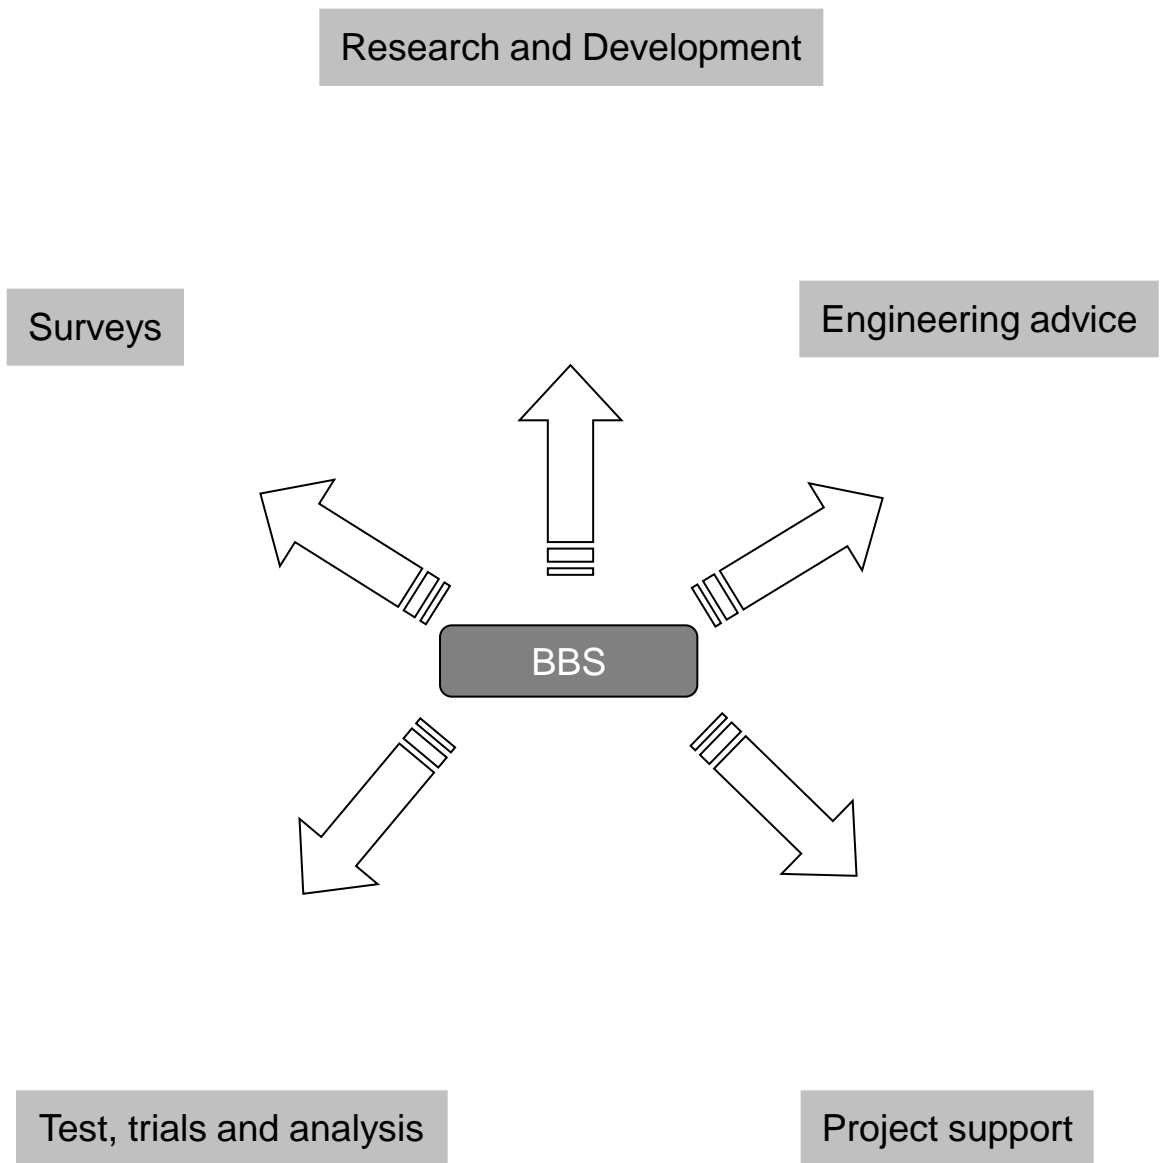 Research and Development
Surveys
Engineering advice
BBS
Test, trials and analysis
Project support